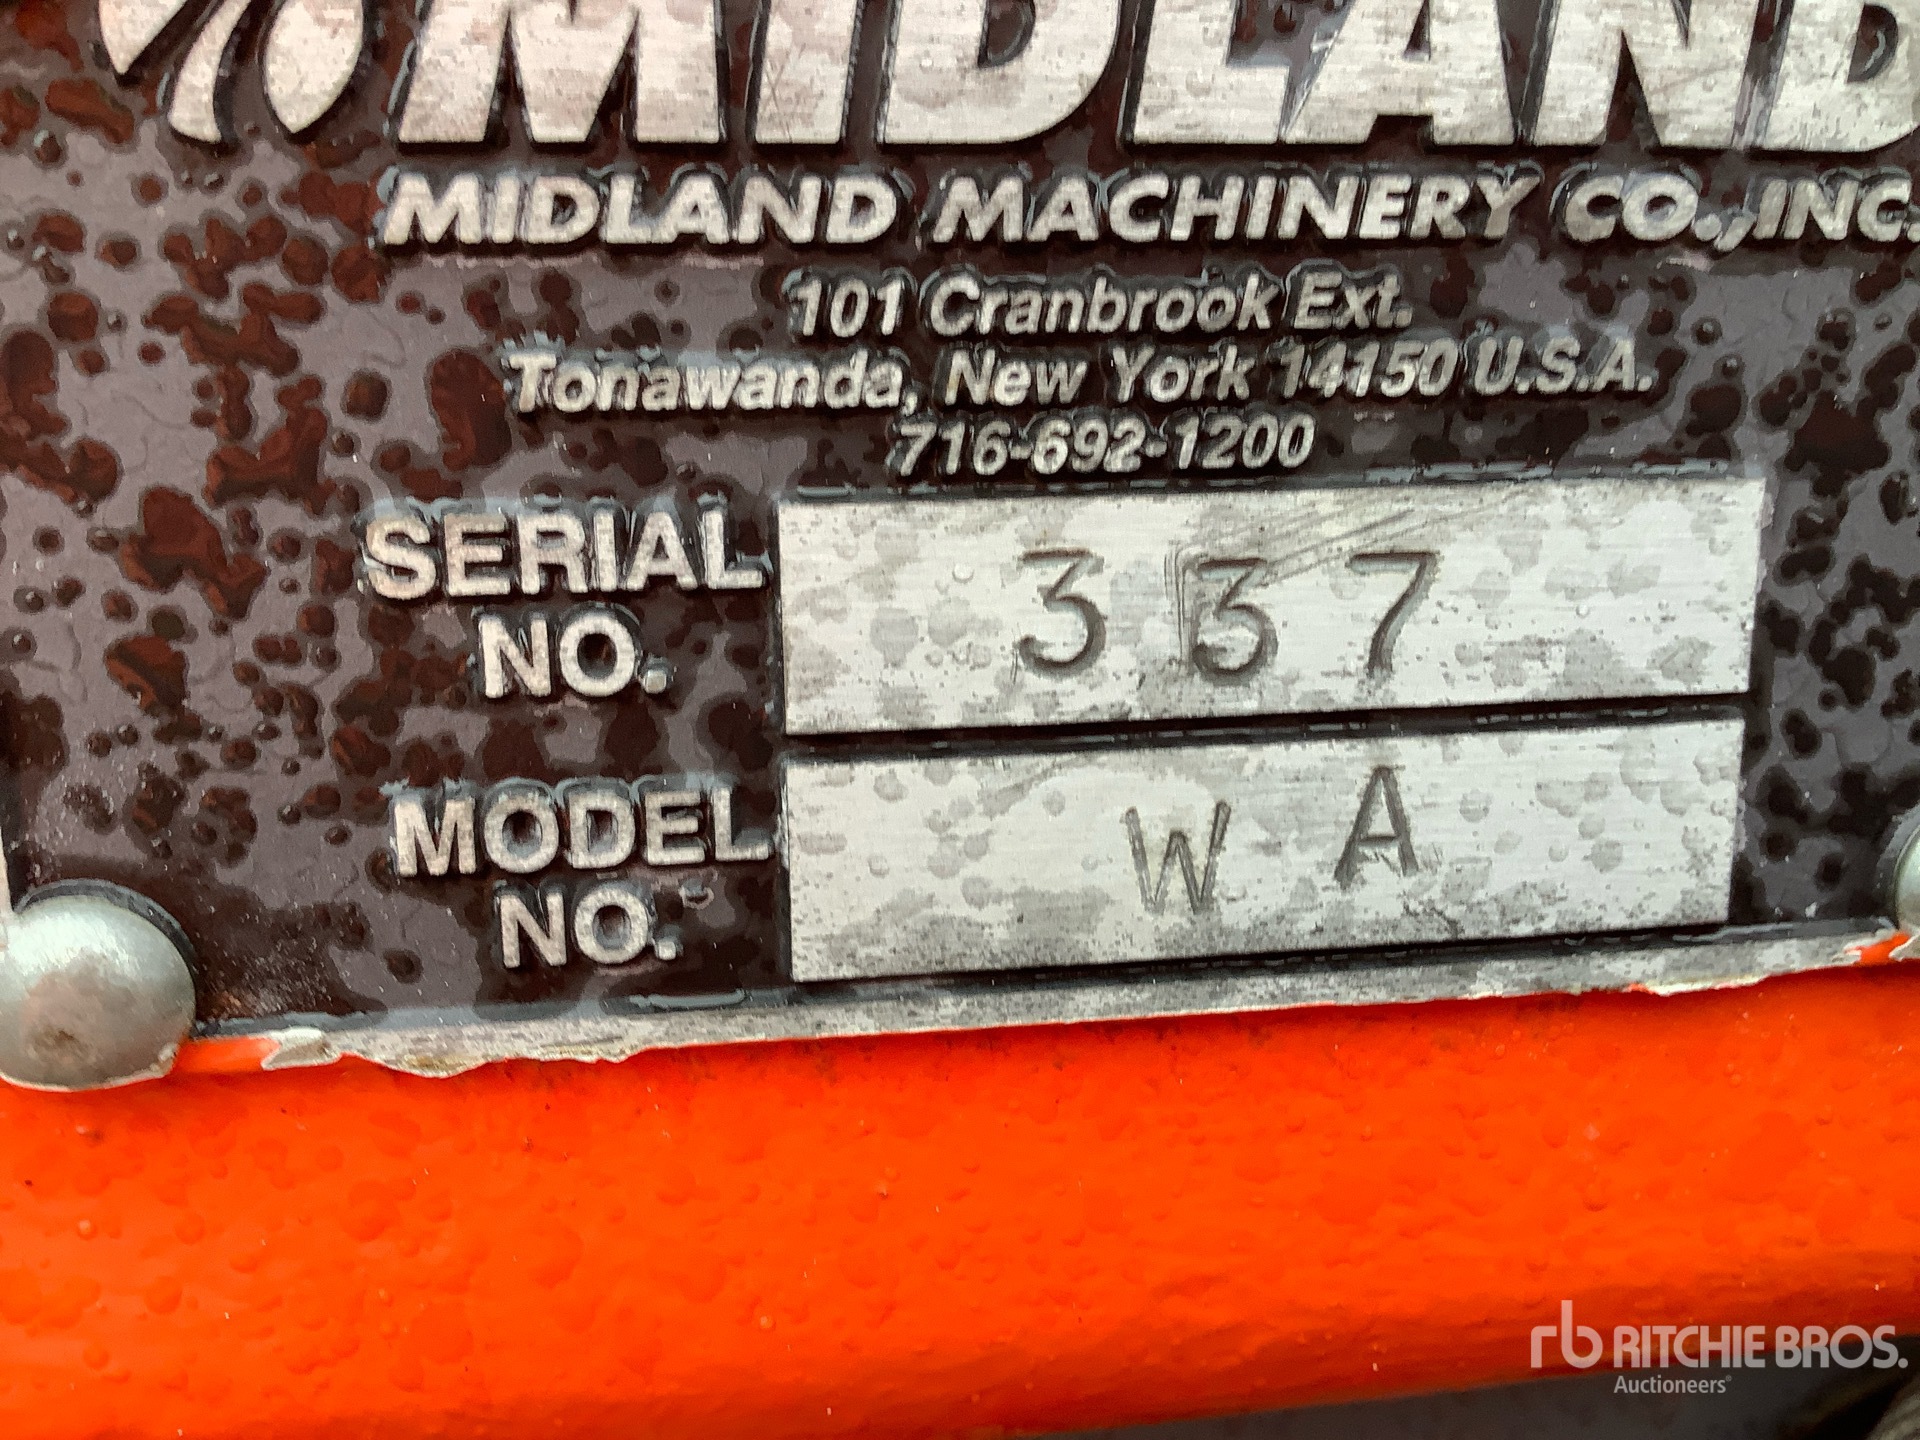 MIDLAND
MIDLAND MACHINERY CO., INC.
101 Cranbrook Ext.
Tonawanda, New York 14150 U.S.A.
716-692-1200
SERIAL NO. 337
MODEL NO. WA
rb RITCHIE BROS.
Auctioneers